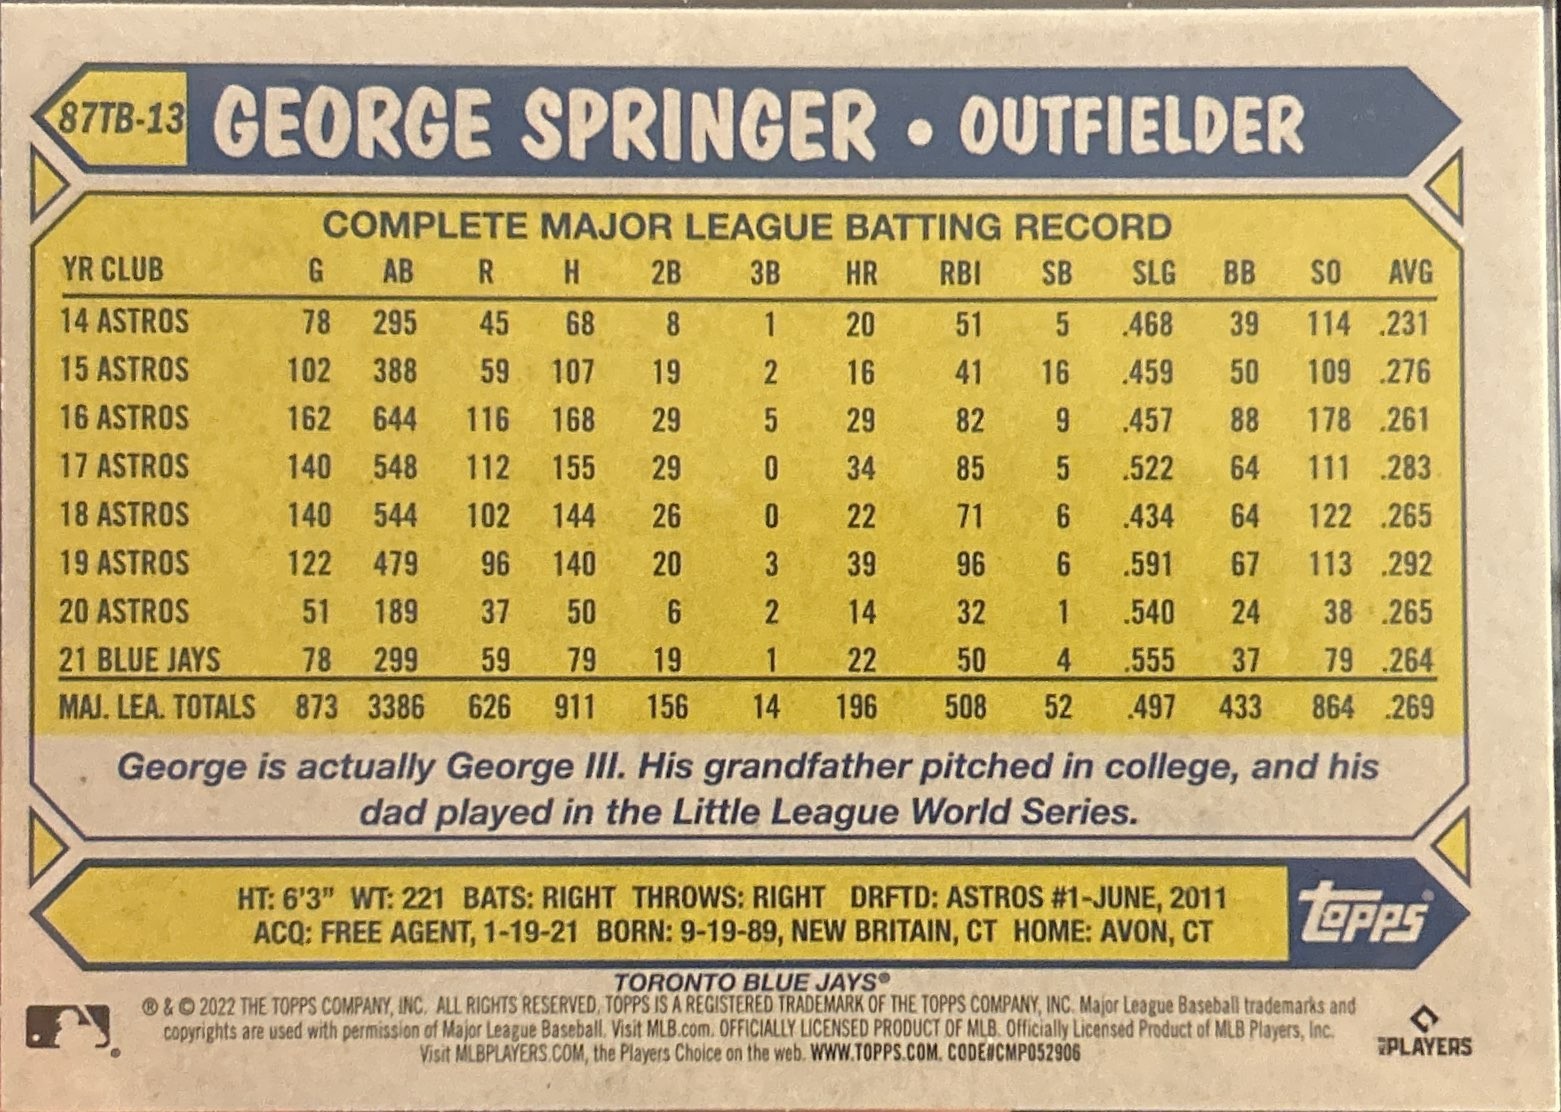 87TB-13 GEORGE SPRINGER • OUTFIELDER
COMPLETE MAJOR LEAGUE BATTING RECORD
YR CLUB G AB R H 2B 3B HR RBI SB SLG BB SO AVG
14 ASTROS 78 295 45 68 8 1 20 51 5 .468 39 114 .231
15 ASTROS 102 388 59 107 19 2 16 41 16 .459 50 109 .276
16 ASTROS 162 644 116 168 29 5 29 82 9 .457 88 178 .261
17 ASTROS 140 548 112 155 29 0 34 85 5 .522 64 111 .283
18 ASTROS 140 544 102 144 26 0 22 71 6 .434 64 122 .265
19 ASTROS 122 479 96 140 20 3 39 96 6 .591 67 113 .292
20 ASTROS 51 189 37 50 6 2 14 32 1 .540 24 38 .265
21 BLUE JAYS 78 299 59 79 19 1 22 50 4 .555 37 79 .264
MAJ. LEA. TOTALS 873 3386 626 911 156 14 196 508 52 .497 433 864 .269
George is actually George III. His grandfather pitched in college, and his
dad played in the Little League World Series.
HT: 6'3" WT: 221 BATS: RIGHT THROWS: RIGHT DRFTD: ASTROS #1-JUNE, 2011
ACQ: FREE AGENT, 1-19-21 BORN: 9-19-89, NEW BRITAIN, CT HOME: AVON, CT
Topps®
TORONTO BLUE JAYS®
® & © 2022 THE TOPPS COMPANY, INC. ALL RIGHTS RESERVED. TOPPS IS A REGISTERED TRADEMARK OF THE TOPPS COMPANY, INC. Major League Baseball trademarks and
copyrights are used with permission of Major League Baseball. Visit MLB.com. OFFICIALLY LICENSED PRODUCT OF MLB. Officially Licensed Product of MLB Players, Inc.
Visit MLBPLAYERS.COM, the Players Choice on the web. WWW.TOPPS.COM. CODE#CMP052906
PLAYERS